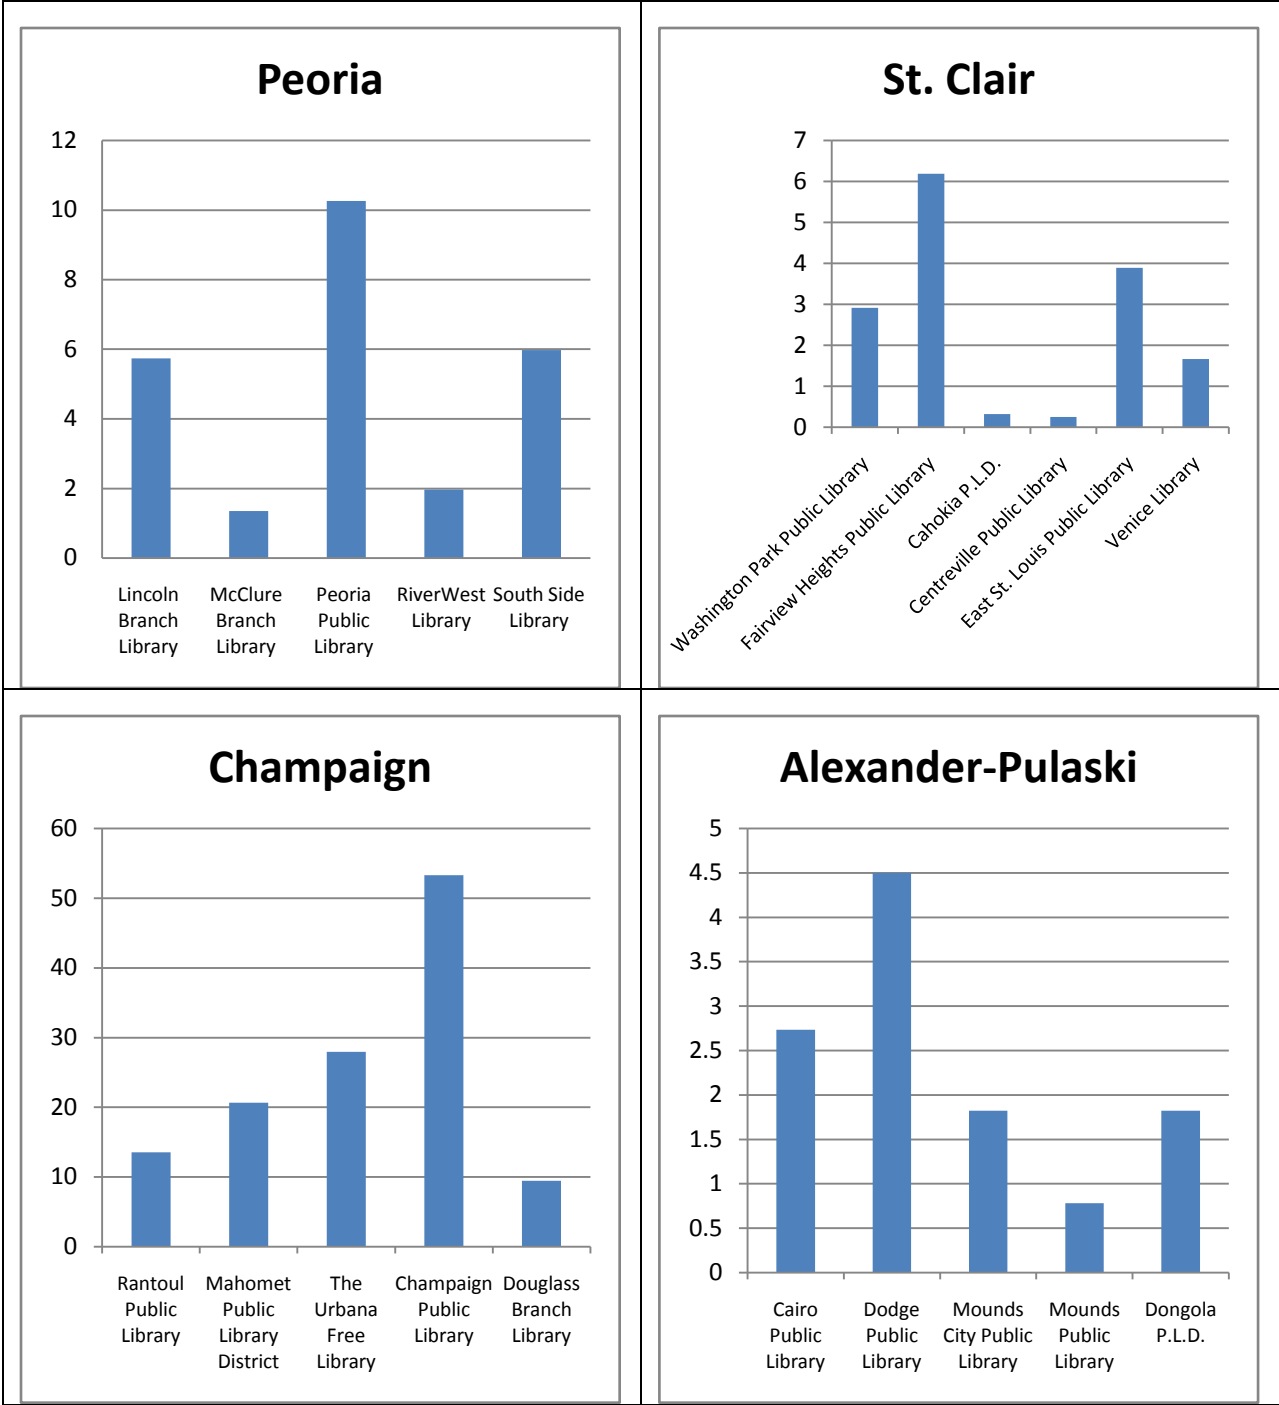 Peoria
12
10
8
6
4
2
0
Lincoln
Branch
Library
McClure
Branch
Library
Peoria
Public
Library
RiverWest
Library
South Side
Library
St. Clair
7
6
5
4
3
2
1
0
Washington Park Public Library
Fairview Heights Public Library
Cahokia P.L.D.
Centreville Public Library
East St. Louis Public Library
Venice Library
Champaign
60
50
40
30
20
10
0
Rantoul
Public
Library
Mahomet
Public
Library
District
The
Urbana
Free
Library
Champaign
Public
Library
Douglass
Branch
Library
Alexander-Pulaski
5
4.5
4
3.5
3
2.5
2
1.5
1
0.5
0
Cairo
Public
Library
Dodge
Public
Library
Mounds
City Public
Library
Mounds
Public
Library
Dongola
P.L.D.